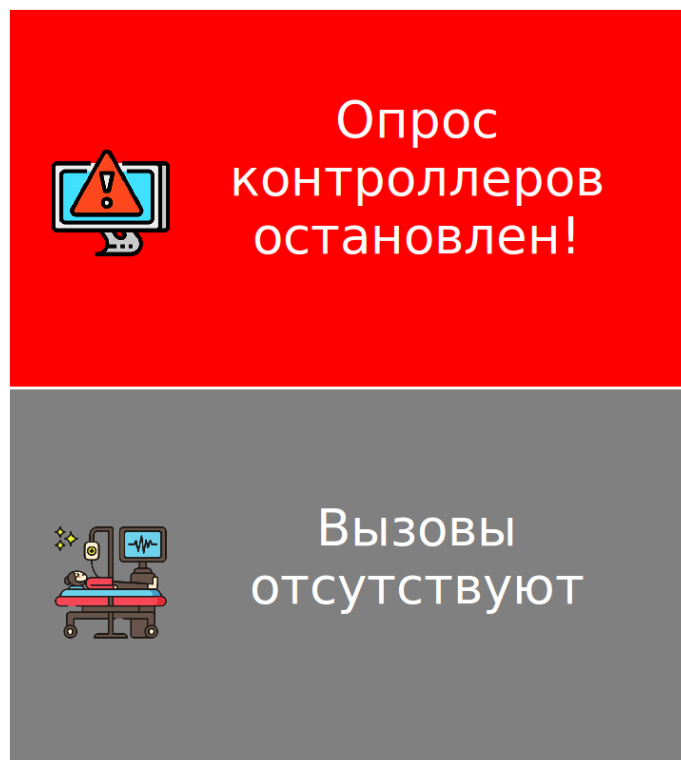 Опрос
контроллеров
остановлен!
Вызовы
отсутствуют